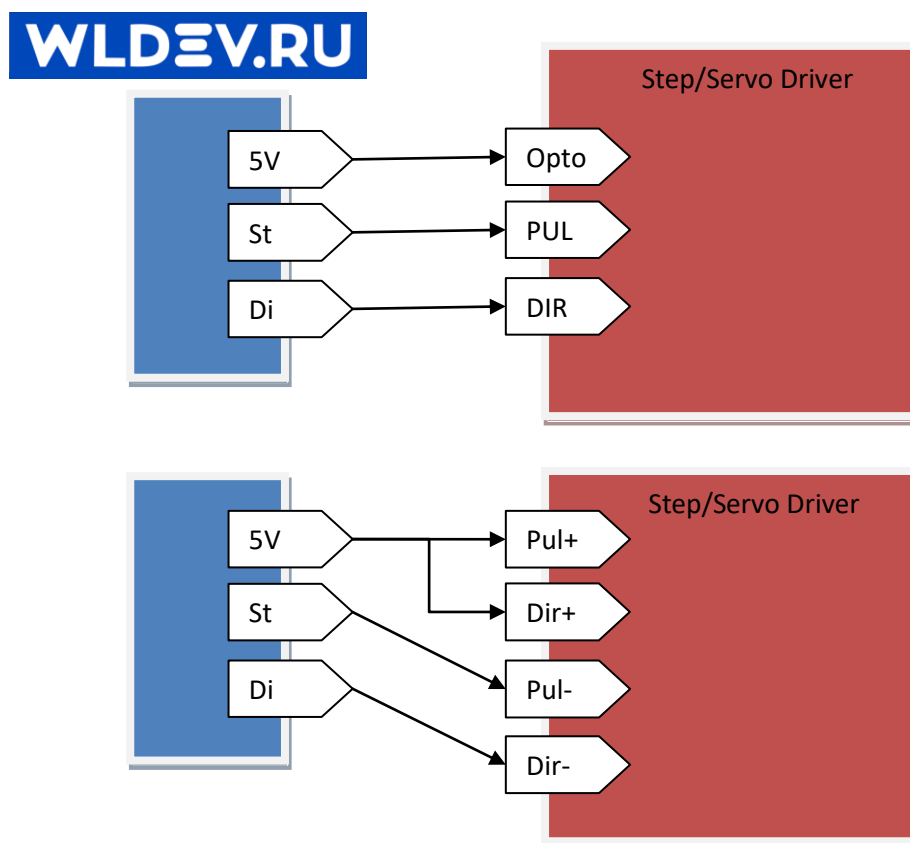 WLDEV.RU
Step/Servo Driver
5V
Opto
St
PUL
Di
DIR
Step/Servo Driver
5V
Pul+
St
Dir+
Di
Pul-
Dir-